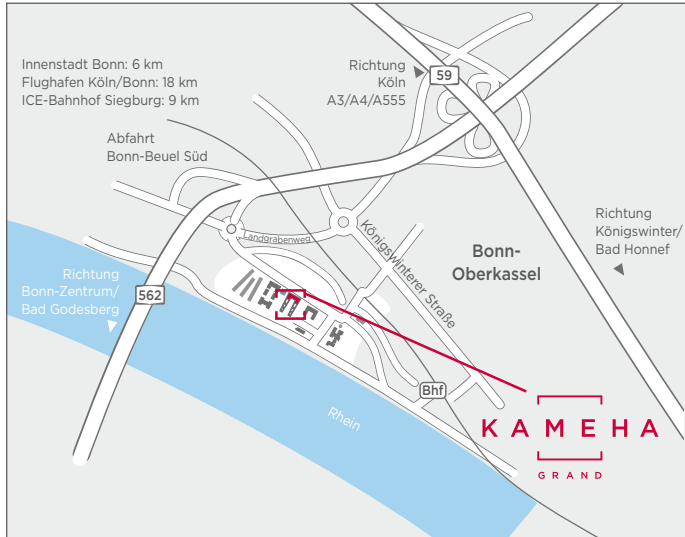 Innenstadt Bonn: 6 km
Flughafen Köln/Bonn: 18 km
ICE-Bahnhof Siegburg: 9 km
Richtung
Köln
A3/A4/A555
59
Abfahrt
Bonn-Beuel Süd
Landgrabenweg
Königswinterer Straße
Bonn-
Oberkassel
Richtung
Königswinter/
Bad Honnef
Richtung
Bonn-Zentrum/
Bad Godesberg
562
Bhf
Rhein
KAMEHA
GRAND